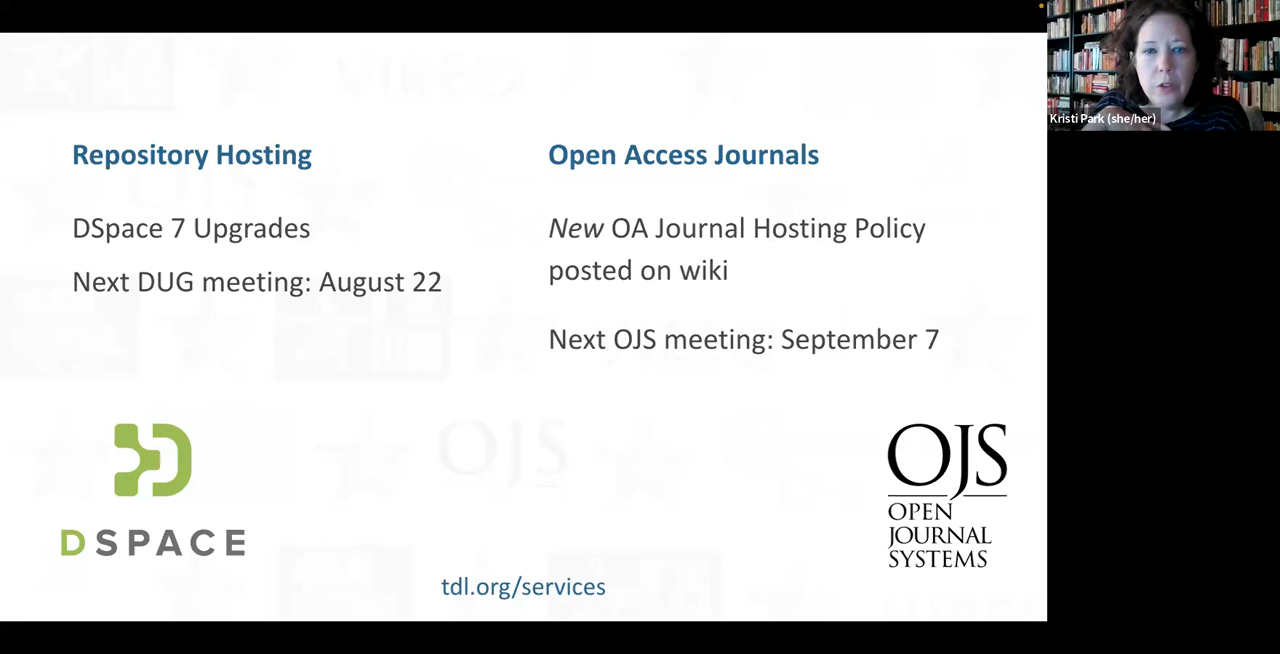 Kristi Park (she/her)
Repository Hosting
DSpace 7 Upgrades
Next DUG meeting: August 22
Open Access Journals
New OA Journal Hosting Policy
posted on wiki
Next OJS meeting: September 7
OJS
DSPACE
OJS
OPEN
JOURNAL
SYSTEMS
tdl.org/services